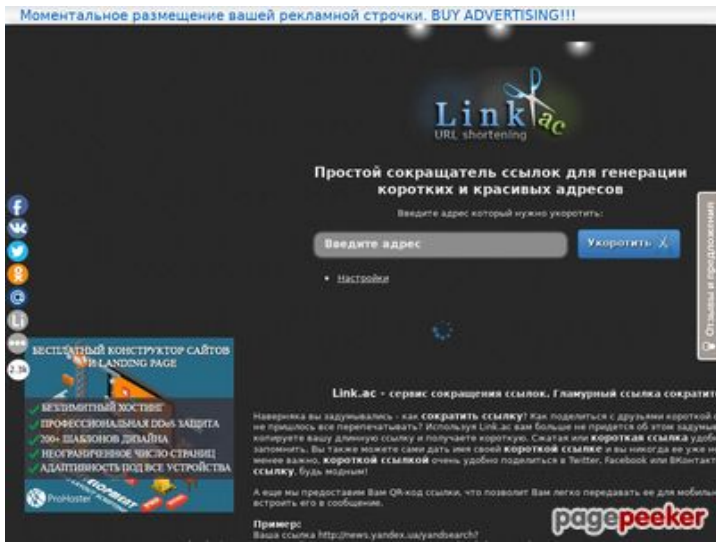 Моментальное размещение вашей рекламной строчки. BUY ADVERTISING!!!
Link.ac
URL shortening
Простой сокращатель ссылок для генерации
коротких и красивых адресов
Введите адрес который нужно укоротить:
Введите адрес
Укоротить
Настройки
Отзывы и предложения
Li
2.3k
БЕСПЛАТНЫЙ КОНСТРУКТОР САЙТОВ
И LANDING PAGE
БЕЗЛИМИТНЫЙ ХОСТИНГ
ПРОФЕССИОНАЛЬНАЯ DDoS ЗАЩИТА
200+ ШАБЛОНОВ ДИЗАЙНА
НЕОГРАНИЧЕННОЕ ЧИСЛО СТРАНИЦ
АДАПТИВНОСТЬ ПОД ВСЕ УСТРОЙСТВА
ProHoster
Link.ac - сервис сокращения ссылок. Гламурный ссылка сократит
Наверняка вы задумывались - как сократить ссылку? Как поделиться с друзьями короткой
не пришлось все перепечатывать? Используя Link.ac вам больше не придется об этом задумы
копируете вашу длинную ссылку и получаете короткую. Сжатая или короткая ссылка удоб
запомнить. Вы также можете сами дать имя своей короткой ссылке и вы никогда ее уже н
менее важно, короткой ссылкой очень удобно поделиться в Twitter, Facebook или ВКонтакт
ссылку, будь модным!
А еще мы предоставим Вам QR-код ссылки, что позволит Вам легко передавать ее для мобиль
встроить его в сообщение.
Пример:
Ваша ссылка http://news.yandex.ua/yandsearch?
pagepeeker